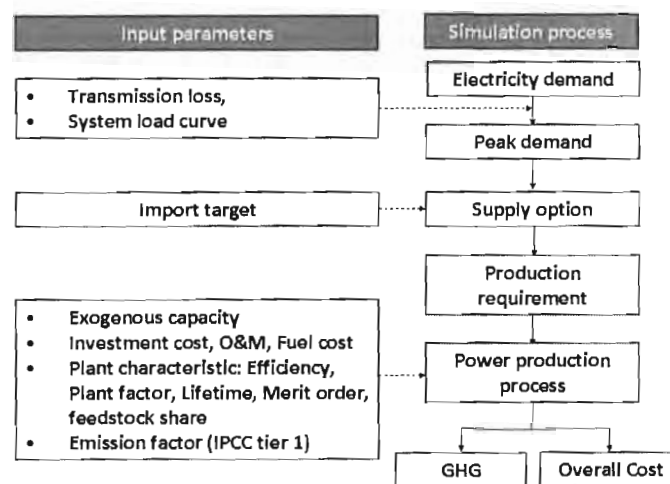 Input parameters
Simulation process
Electricity demand
• Transmission loss,
• System load curve
Peak demand
Import target
Supply option
Production
requirement
• Exogenous capacity
• Investment cost, O&M, Fuel cost
• Plant characteristic: Efficiency,
Plant factor, Lifetime, Merit order,
feedstock share
• Emission factor (IPCC tier 1)
Power production
process
GHG
Overall Cost